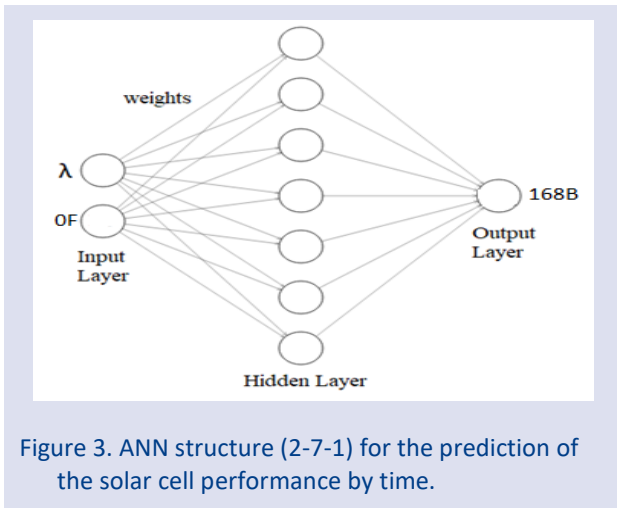 weights
λ
0F
Input
Layer
168B
Output
Layer
Hidden Layer
Figure 3. ANN structure (2-7-1) for the prediction of
the solar cell performance by time.